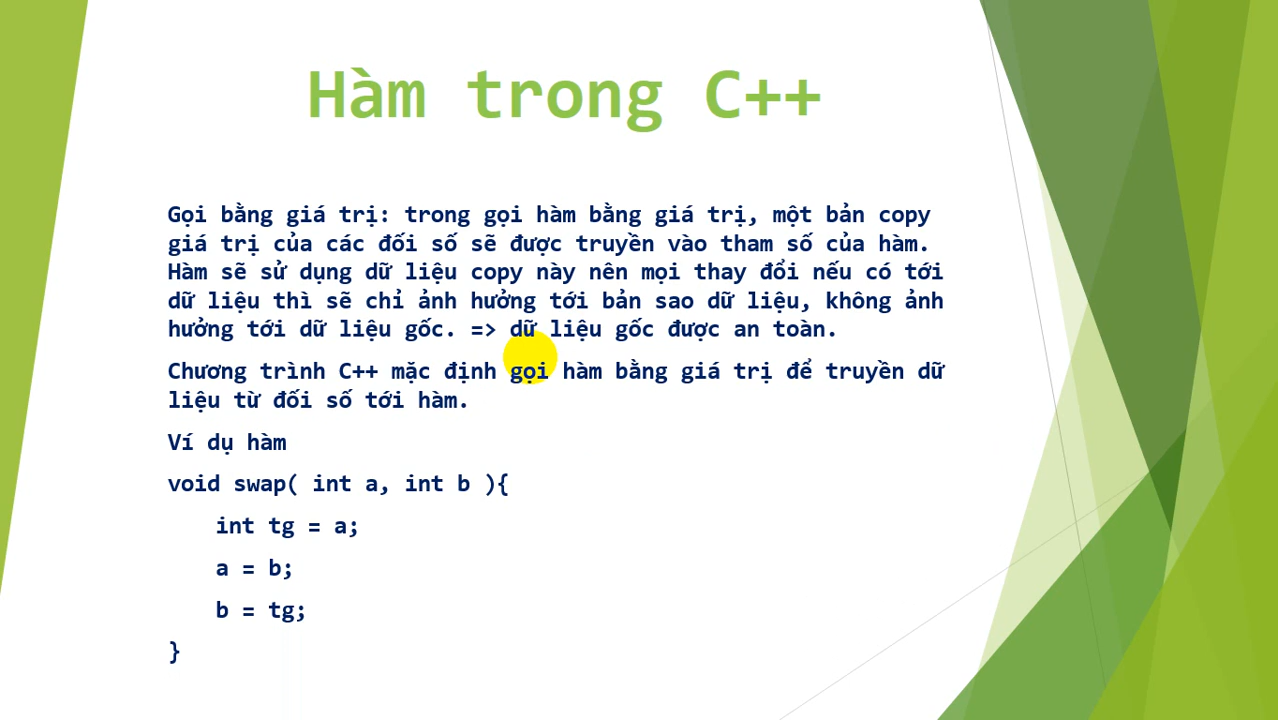 Hàm trong C++
Gọi bằng giá trị: trong gọi hàm bằng giá trị, một bản copy
giá trị của các đối số sẽ được truyền vào tham số của hàm.
Hàm sẽ sử dụng dữ liệu copy này nên mọi thay đổi nếu có tới
dữ liệu thì sẽ chỉ ảnh hưởng tới bản sao dữ liệu, không ảnh
hưởng tới dữ liệu gốc. => dữ liệu gốc được an toàn.
Chương trình C++ mặc định gọi hàm bằng giá trị để truyền dữ
liệu từ đối số tới hàm.
Ví dụ hàm
void swap( int a, int b ){
int tg = a;
a = b;
b = tg;
}